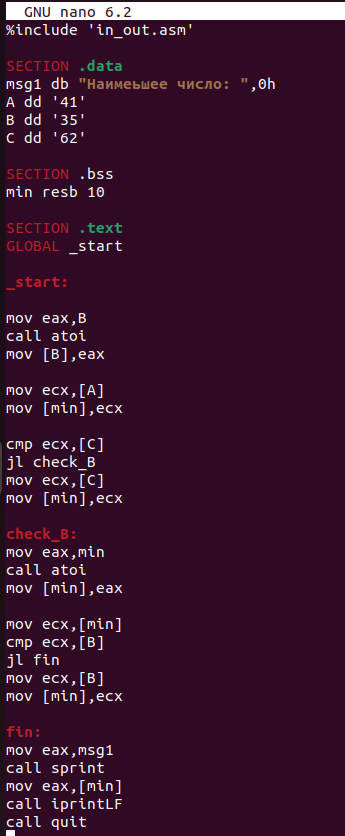 GNU nano 6.2
%include 'in_out.asm'
SECTION .data
msg1 db "Наимеьшее число: ",0h
A dd '41'
B dd '35'
C dd '62'
SECTION .bss
min resb 10
SECTION .text
GLOBAL _start
_start:
mov eax,B
call atoi
mov [B],eax
mov ecx,[A]
mov [min],ecx
cmp ecx,[C]
jl check_B
mov ecx,[C]
mov [min],ecx
check_B:
mov eax,min
call atoi
mov [min],eax
mov ecx,[min]
cmp ecx,[B]
jl fin
mov ecx,[B]
mov [min],ecx
fin:
mov eax,msg1
call sprint
mov eax,[min]
call iprintLF
call quit